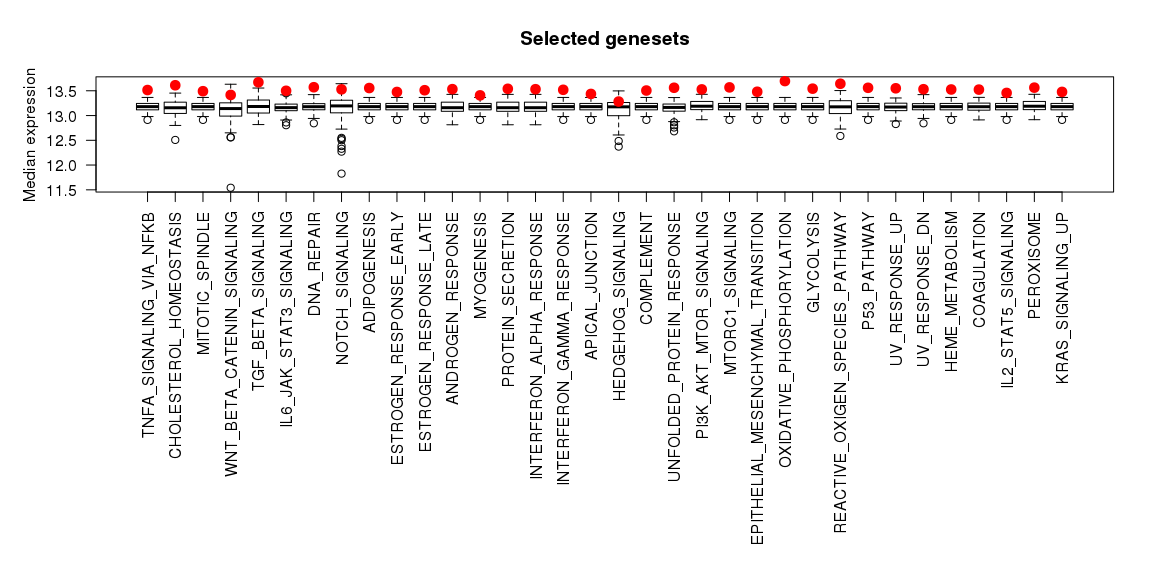 Selected genesets
Median expression
13.5
13.0
12.5
12.0
11.5
TNFA_SIGNALING_VIA_NFKB
CHOLESTEROL_HOMEOSTASIS
MITOTIC_SPINDLE
WNT_BETA_CATENIN_SIGNALING
TGF_BETA_SIGNALING
IL6_JAK_STAT3_SIGNALING
DNA_REPAIR
NOTCH_SIGNALING
ADIPOGENESIS
ESTROGEN_RESPONSE_EARLY
ESTROGEN_RESPONSE_LATE
ANDROGEN_RESPONSE
MYOGENESIS
PROTEIN_SECRETION
INTERFERON_ALPHA_RESPONSE
INTERFERON_GAMMA_RESPONSE
APICAL_JUNCTION
HEDGEHOG_SIGNALING
COMPLEMENT
UNFOLDED_PROTEIN_RESPONSE
PI3K_AKT_MTOR_SIGNALING
MTORC1_SIGNALING
EPITHELIAL_MESENCHYMAL_TRANSITION
OXIDATIVE_PHOSPHORYLATION
GLYCOLYSIS
REACTIVE_OXIGEN_SPECIES_PATHWAY
P53_PATHWAY
UV_RESPONSE_UP
UV_RESPONSE_DN
HEME_METABOLISM
COAGULATION
IL2_STAT5_SIGNALING
PEROXISOME
KRAS_SIGNALING_UP